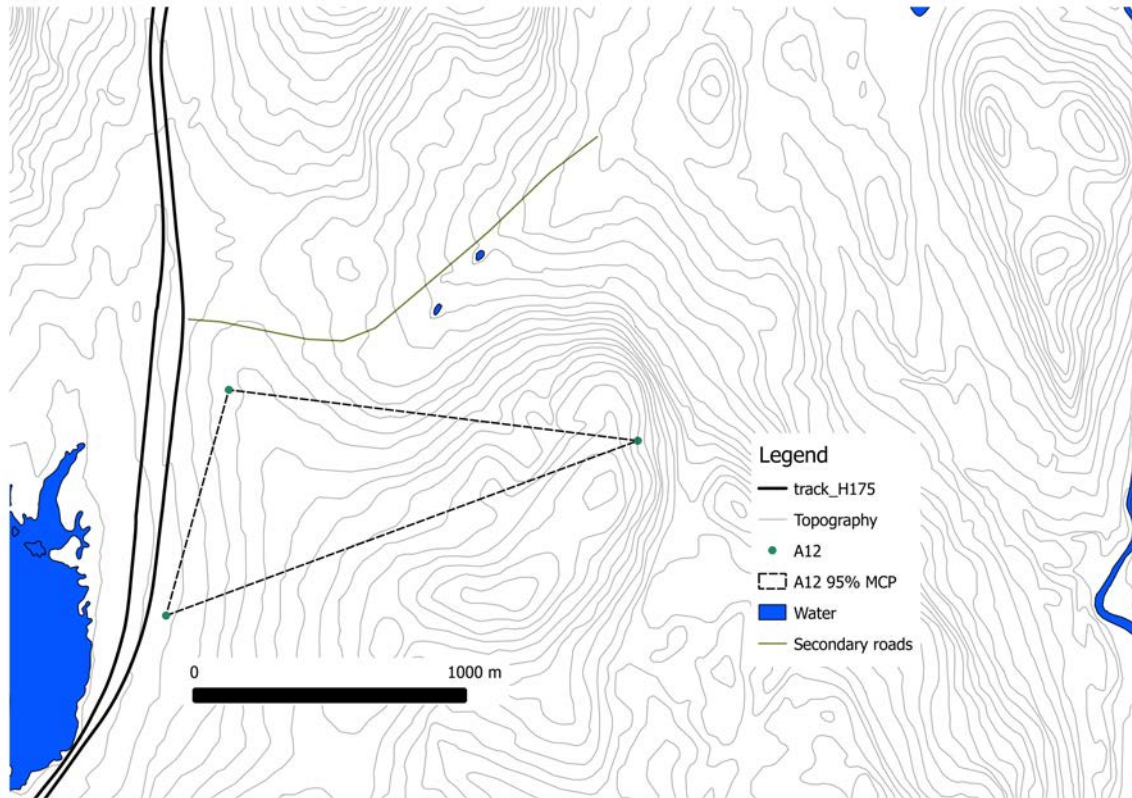 Legend
track_H175
Topography
A12
A12 95% MCP
Water
Secondary roads
0 1000 m